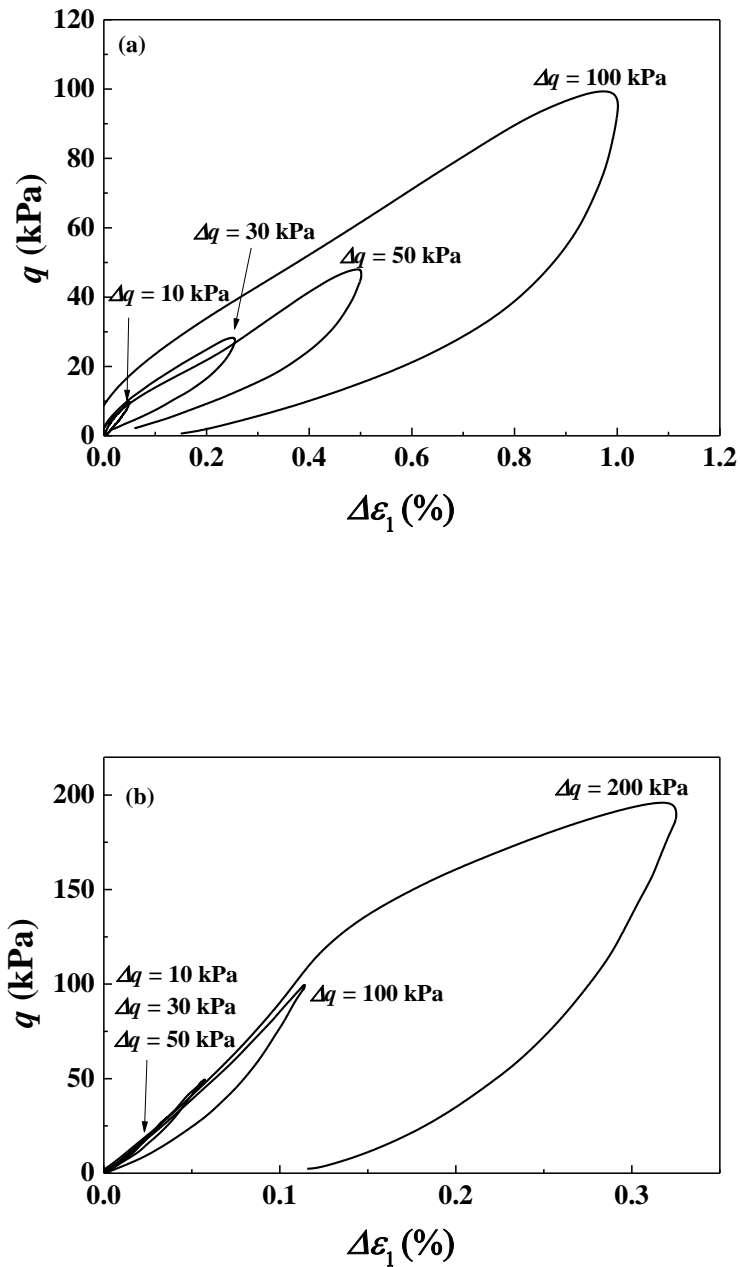 120
(a)
Δq = 100 kPa
100
80
q (kPa)
60
Δq = 30 kPa
Δq = 50 kPa
40
Δq = 10 kPa
20
0
0.0 0.2 0.4 0.6 0.8 1.0 1.2
Δε₁ (%)
200
(b)
Δq = 200 kPa
150
q (kPa)
Δq = 10 kPa
100
Δq = 100 kPa
Δq = 30 kPa
Δq = 50 kPa
50
0
0.0 0.1 0.2 0.3
Δε₁ (%)